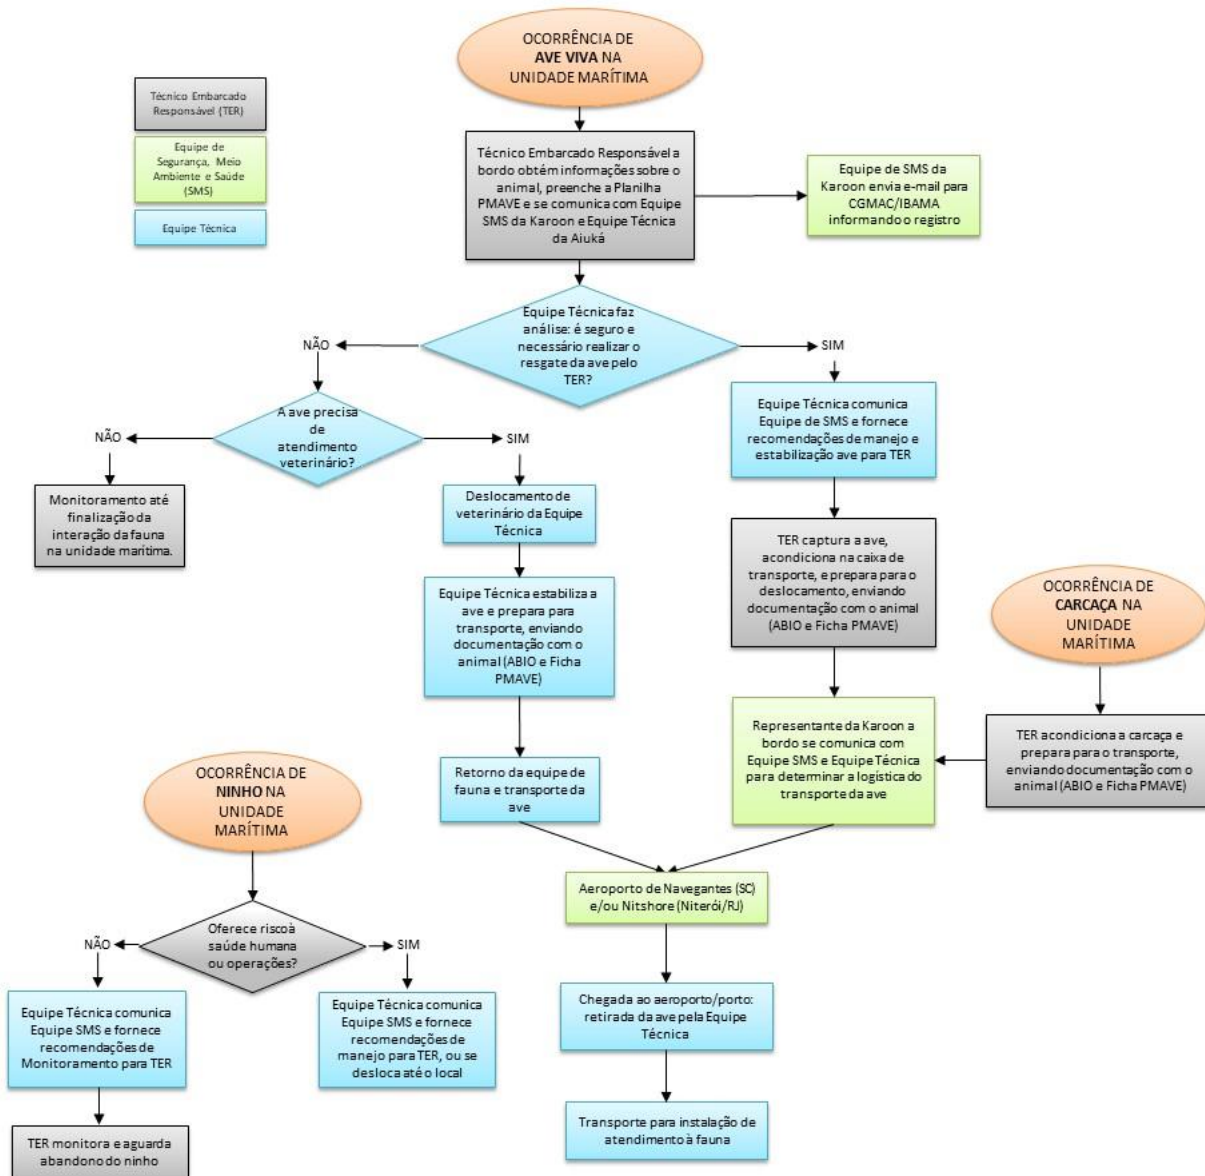 OCORRÊNCIA DE
AVE VIVA NA
UNIDADE MARÍTIMA
Técnico Embarcado
Responsável (TER)
Equipe de
Segurança, Meio
Ambiente e Saúde
(SMS)
Equipe Técnica
Técnico Embarcado Responsável a
bordo obtém informações sobre o
animal, preenche a Planilha
PMAVE e se comunica com Equipe
SMS da Karoon e Equipe Técnica
da Aiuká
Equipe de SMS da
Karoon envia e-mail para
CGMAC/IBAMA
informando o registro
Equipe Técnica faz
análise: é seguro e
necessário realizar o
resgate da ave pelo
TER?
NÃO
SIM
A ave precisa
de
atendimento
veterinário?
NÃO
SIM
Monitoramento até
finalização da
interação da fauna
na unidade marítima.
Deslocamento de
veterinário da Equipe
Técnica
Equipe Técnica estabiliza a
ave e prepara para
transporte, enviando
documentação com o
animal (ABIO e Ficha
PMAVE)
Retorno da equipe de
fauna e transporte da
ave
Equipe Técnica comunica
Equipe de SMS e fornece
recomendações de manejo e
estabilização ave para TER
TER captura a ave,
acondiciona na caixa de
transporte, e prepara para o
deslocamento, enviando
documentação com o animal
(ABIO e Ficha PMAVE)
Representante da Karoon a
bordo se comunica com
Equipe SMS e Equipe Técnica
para determinar a logística do
transporte da ave
OCORRÊNCIA DE
CARCAÇA NA
UNIDADE
MARÍTIMA
TER acondiciona a carcaça e
prepara para o transporte,
enviando documentação com o
animal (ABIO e Ficha PMAVE)
Aeroporto de Navegantes (SC)
e/ou Nitshore (Niterói/RJ)
Chegada ao aeroporto/porto:
retirada da ave pela Equipe
Técnica
Transporte para instalação de
atendimento à fauna
OCORRÊNCIA DE
NINHO NA
UNIDADE
MARÍTIMA
Oferece risco à
saúde humana
ou operações?
NÃO
SIM
Equipe Técnica comunica
Equipe SMS e fornece
recomendações de
Monitoramento para TER
TER monitora e aguarda
abandono do ninho
Equipe Técnica comunica
Equipe SMS e fornece
recomendações de
manejo para TER, ou se
desloca até o local